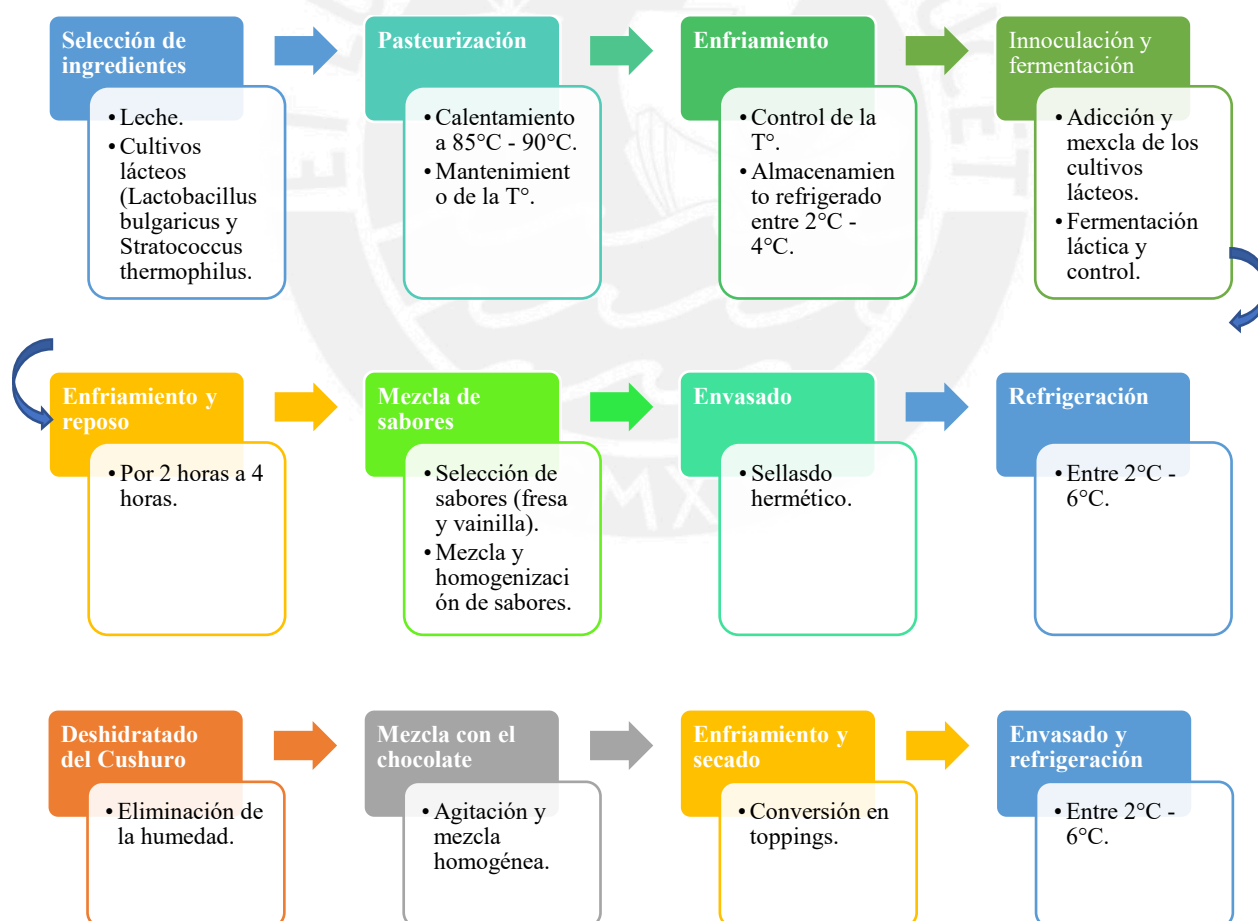 Selección de
ingredientes
• Leche.
• Cultivos
lácteos
(Lactobacillus
bulgaricus y
Stratococcus
thermophilus.
Pasteurización
• Calentamiento
a 85°C - 90°C.
• Mantenimient
o de la T°.
Enfriamiento
• Control de la
T°.
• Almacenamien
to refrigerado
entre 2°C -
4°C.
Innoculación y
fermentación
• Adicción y
mexcla de los
cultivos
lácteos.
• Fermentación
láctica y
control.
Enfriamiento y
reposo
• Por 2 horas a 4
horas.
Mezcla de
sabores
• Selección de
sabores (fresa
y vainilla).
• Mezcla y
homogenizaci
ón de sabores.
Envasado
• Sellasdo
hermético.
Refrigeración
• Entre 2°C -
6°C.
Deshidratado
del Cushuro
• Eliminación de
la humedad.
Mezcla con el
chocolate
• Agitación y
mezcla
homogénea.
Enfriamiento y
secado
• Conversión en
toppings.
Envasado y
refrigeración
• Entre 2°C -
6°C.